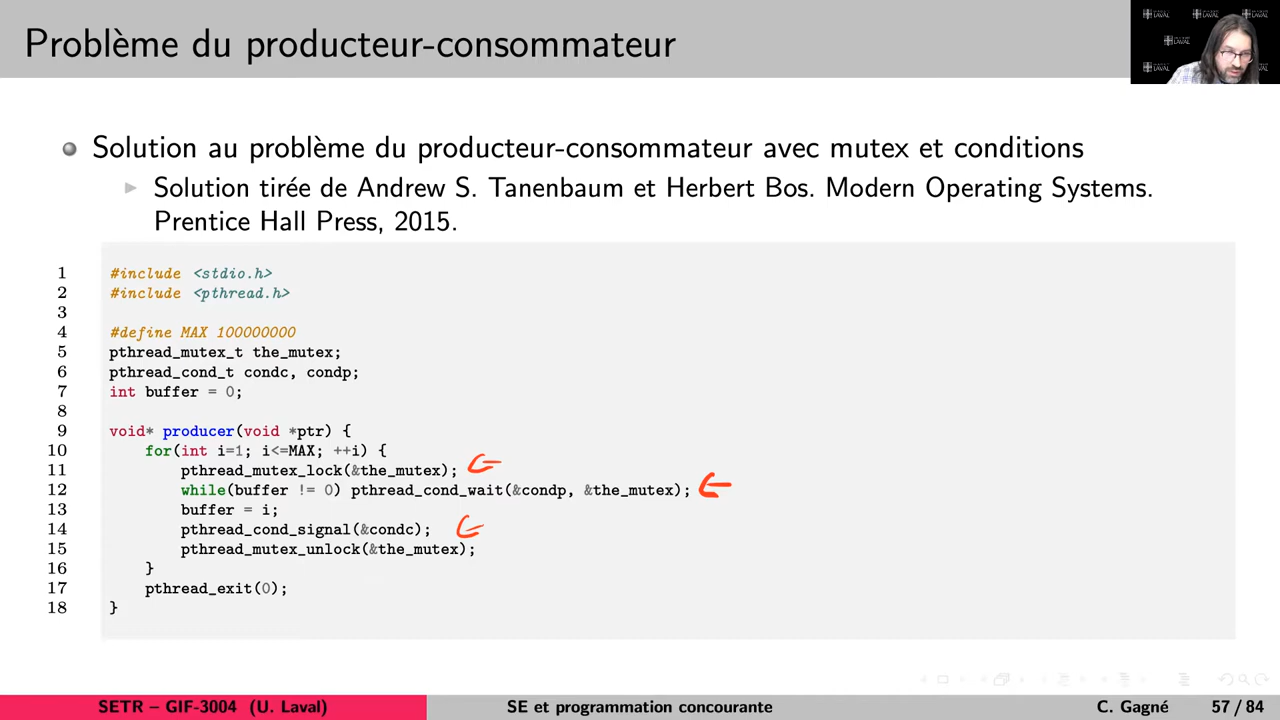 Problème du producteur-consommateur
Solution au problème du producteur-consommateur avec mutex et conditions
Solution tirée de Andrew S. Tanenbaum et Herbert Bos. Modern Operating Systems.
Prentice Hall Press, 2015.
1 #include <stdio.h>
2 #include <pthread.h>
3
4 #define MAX 100000000
5 pthread_mutex_t the_mutex;
6 pthread_cond_t condc, condp;
7 int buffer = 0;
8
9 void* producer(void *ptr) {
10 for(int i=1; i<=MAX; ++i) {
11 pthread_mutex_lock(&the_mutex);
12 while(buffer != 0) pthread_cond_wait(&condp, &the_mutex);
13 buffer = i;
14 pthread_cond_signal(&condc);
15 pthread_mutex_unlock(&the_mutex);
16 }
17 pthread_exit(0);
18 }
SETR – GIF-3004 (U. Laval) SE et programmation concourante C. Gagné 57 / 84